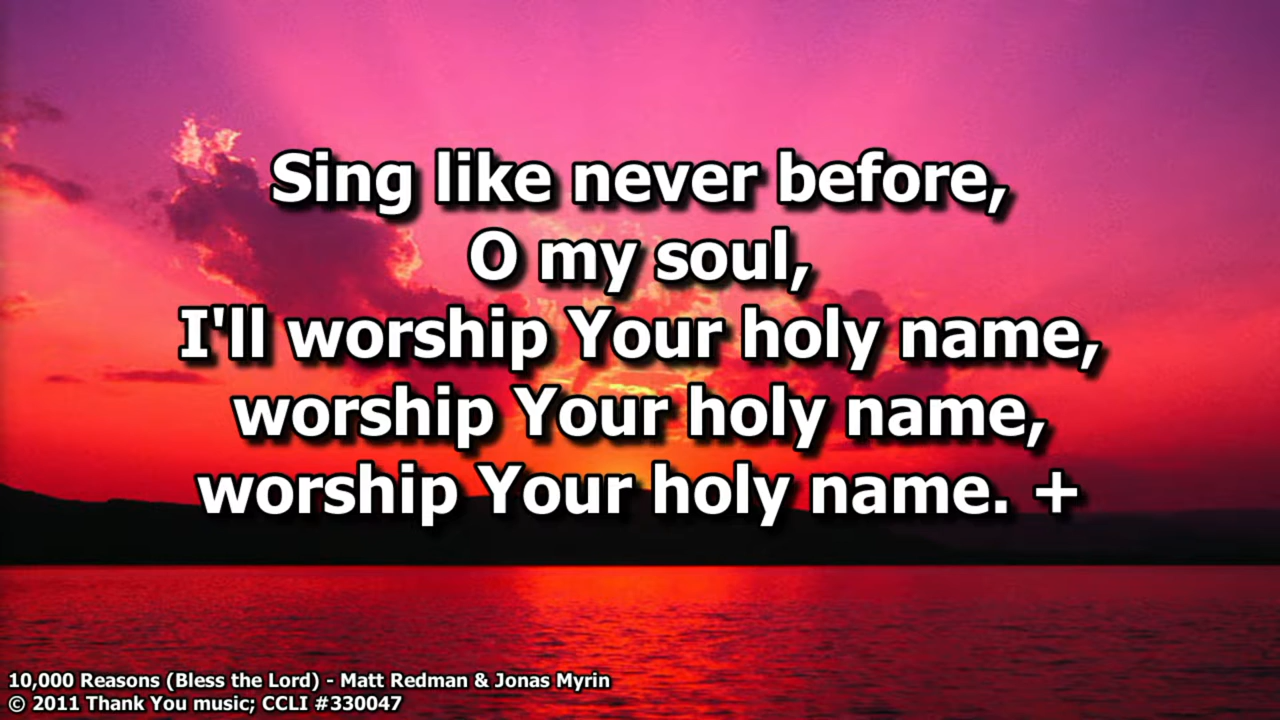 Sing like never before,
O my soul,
I'll worship Your holy name,
worship Your holy name,
worship Your holy name. +
10,000 Reasons (Bless the Lord) - Matt Redman & Jonas Myrin
© 2011 Thank You music; CCLI #330047